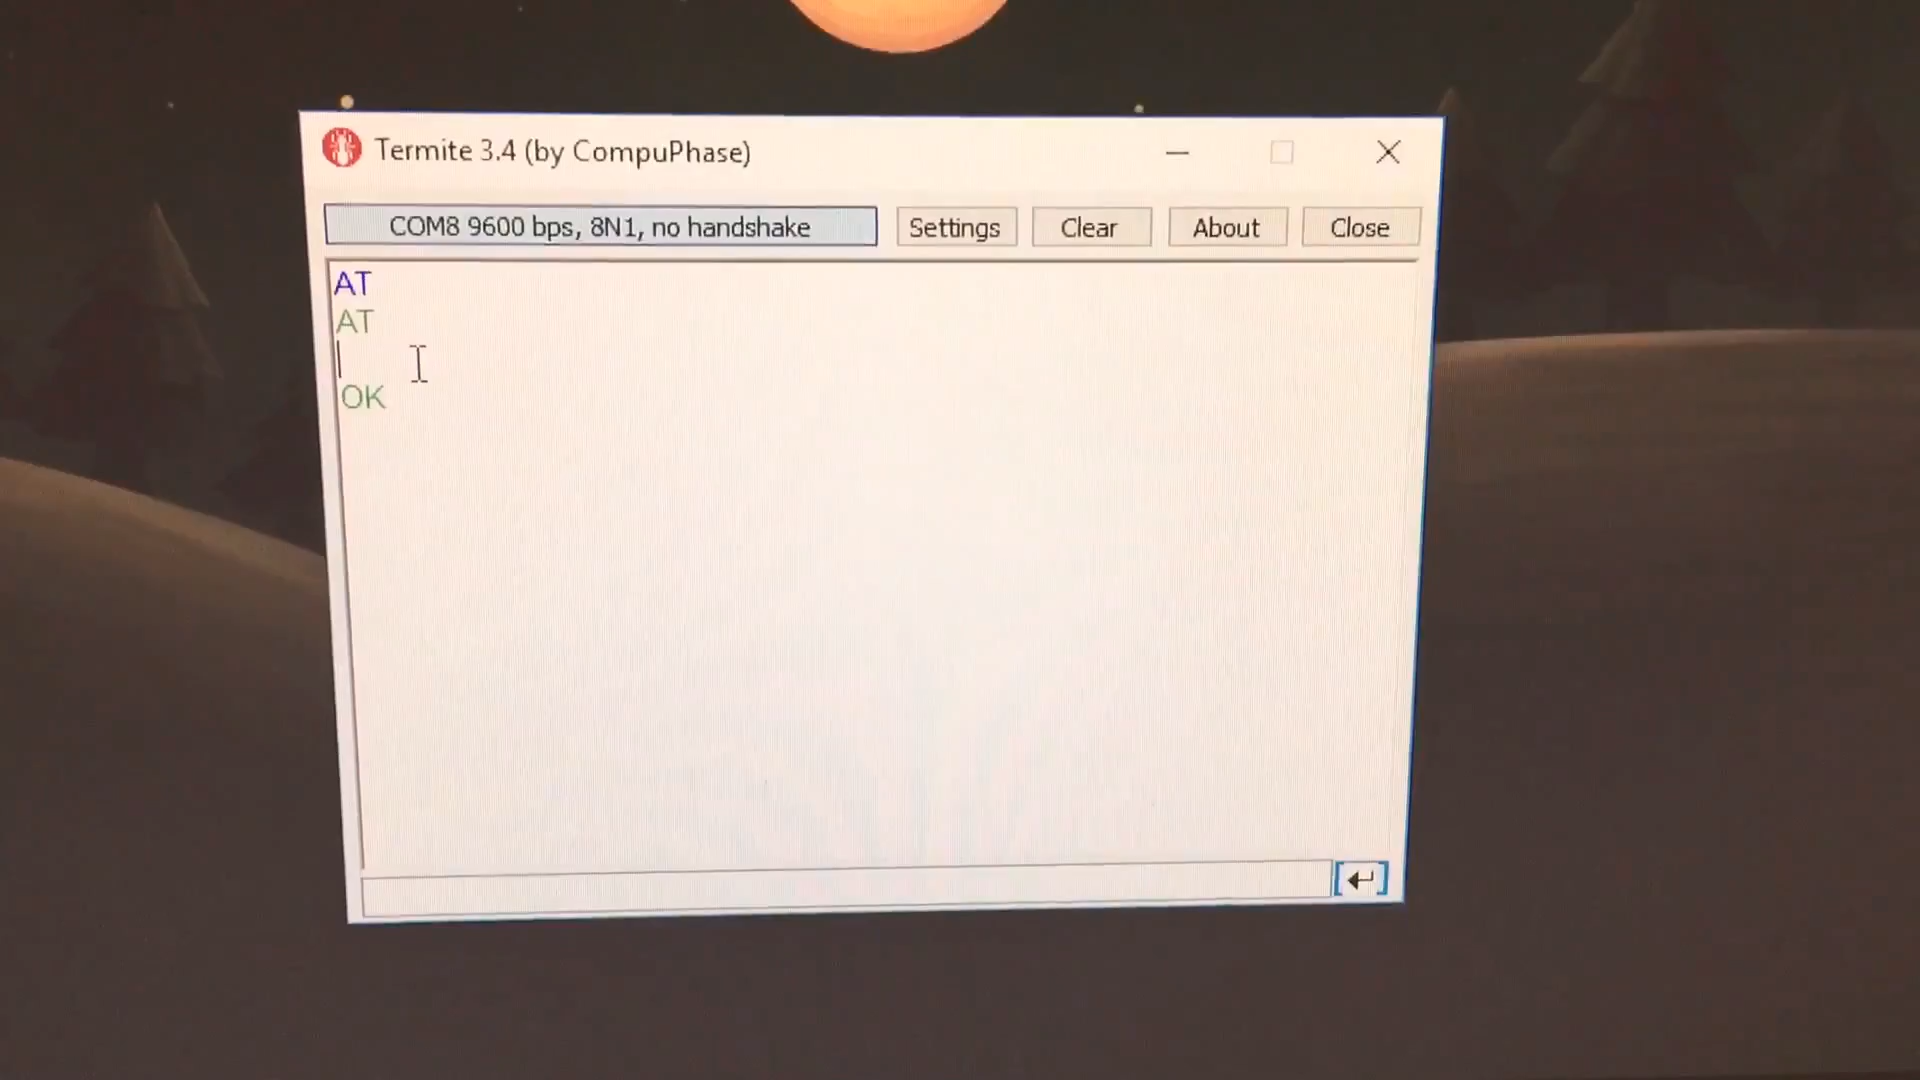 Termite 3.4 (by CompuPhase)
COM8 9600 bps, 8N1, no handshake
Settings
Clear
About
Close
AT
AT
OK